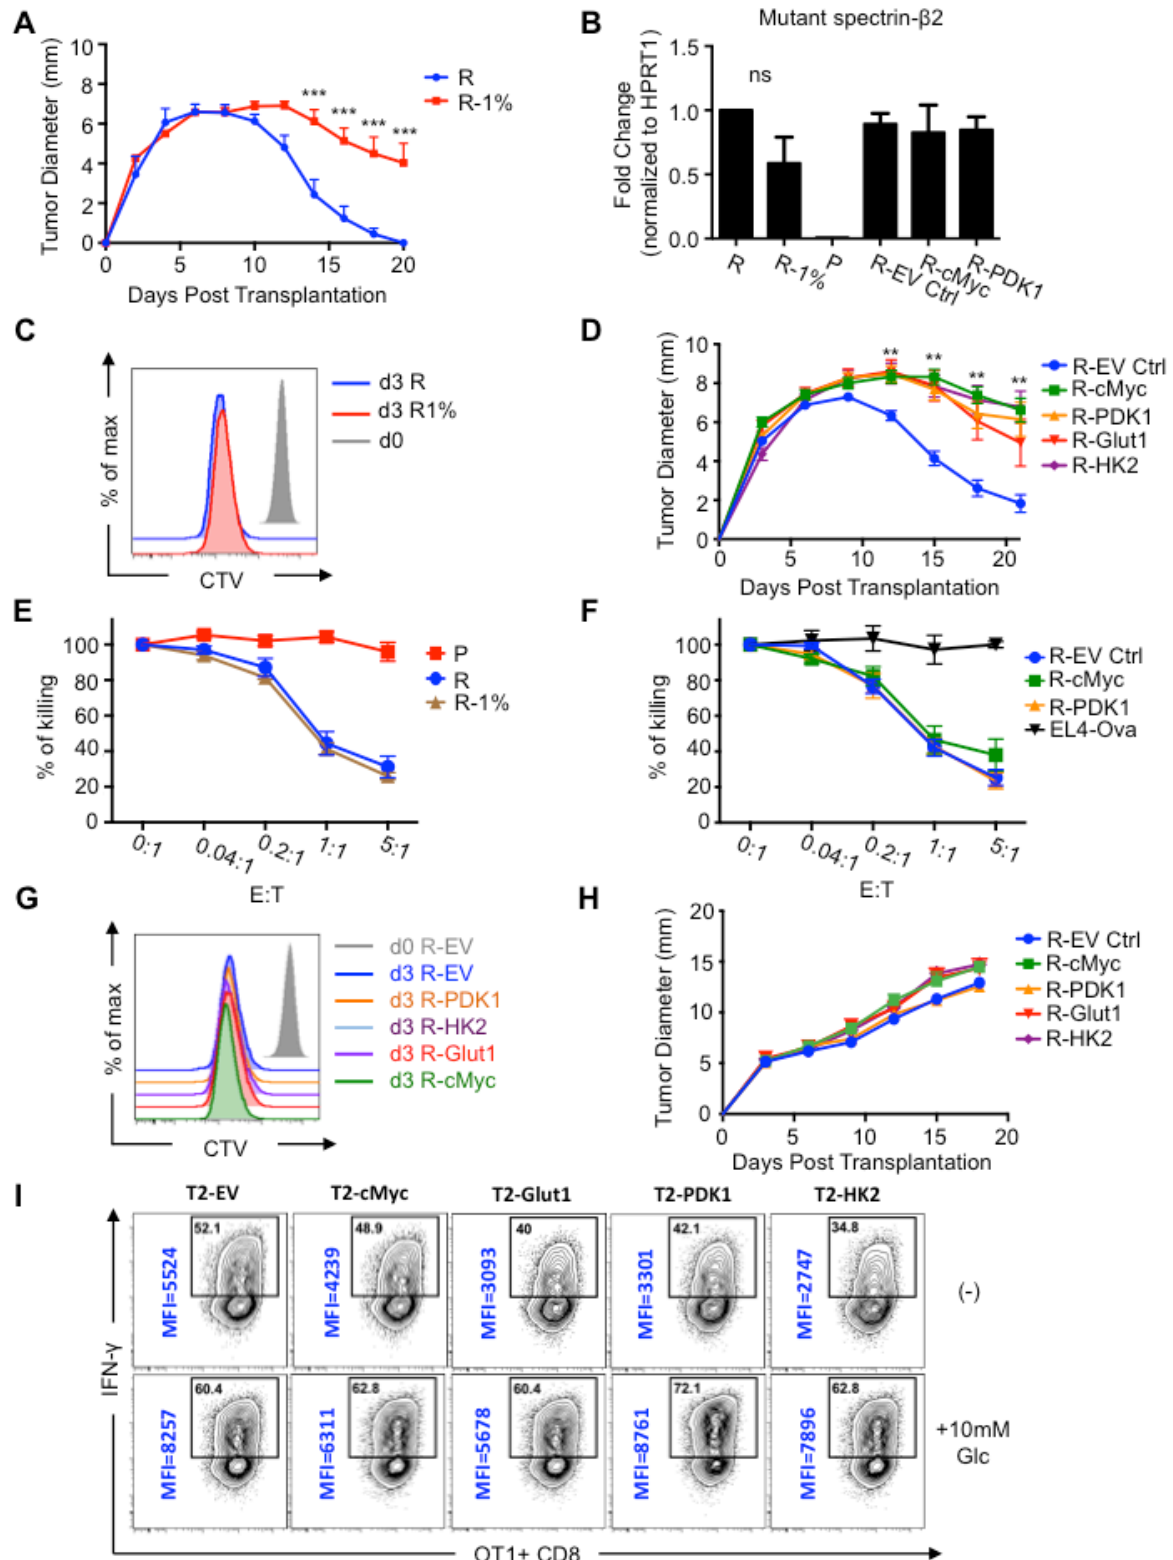 A
Tumor Diameter (mm)
10
8
6
4
2
0
0
5
10
15
20
Days Post Transplantation
***
***
***
***
R
R-1%
B
Mutant spectrin-β2
Fold Change
(normalized to HPRT1)
1.5
1.0
0.5
0.0
ns
R
R-1%
P
R-EV Ctrl
R-cMyc
R-PDK1
C
% of max
CTV
d3 R
d3 R1%
d0
D
Tumor Diameter (mm)
10
8
6
4
2
0
0
5
10
15
20
Days Post Transplantation
**
**
**
**
R-EV Ctrl
R-cMyc
R-PDK1
R-Glut1
R-HK2
E
% of killing
100
80
60
40
20
0
0:1
0.04:1
0.2:1
1:1
5:1
E:T
P
R
R-1%
F
% of killing
100
80
60
40
20
0
0:1
0.04:1
0.2:1
1:1
5:1
E:T
R-EV Ctrl
R-cMyc
R-PDK1
EL4-Ova
G
% of max
CTV
d0 R-EV
d3 R-EV
d3 R-PDK1
d3 R-HK2
d3 R-Glut1
d3 R-cMyc
H
Tumor Diameter (mm)
20
15
10
5
0
0
5
10
15
20
Days Post Transplantation
R-EV Ctrl
R-cMyc
R-PDK1
R-Glut1
R-HK2
I
T2-EV
T2-cMyc
T2-Glut1
T2-PDK1
T2-HK2
IFN-γ
52.1
MFI=5524
48.9
MFI=4239
40
MFI=3093
42.1
MFI=3301
34.8
MFI=2747
(-)
60.4
MFI=8257
62.8
MFI=6311
60.4
MFI=5678
72.1
MFI=8761
62.8
MFI=7896
+10mM
Glc
OT1+ CD8